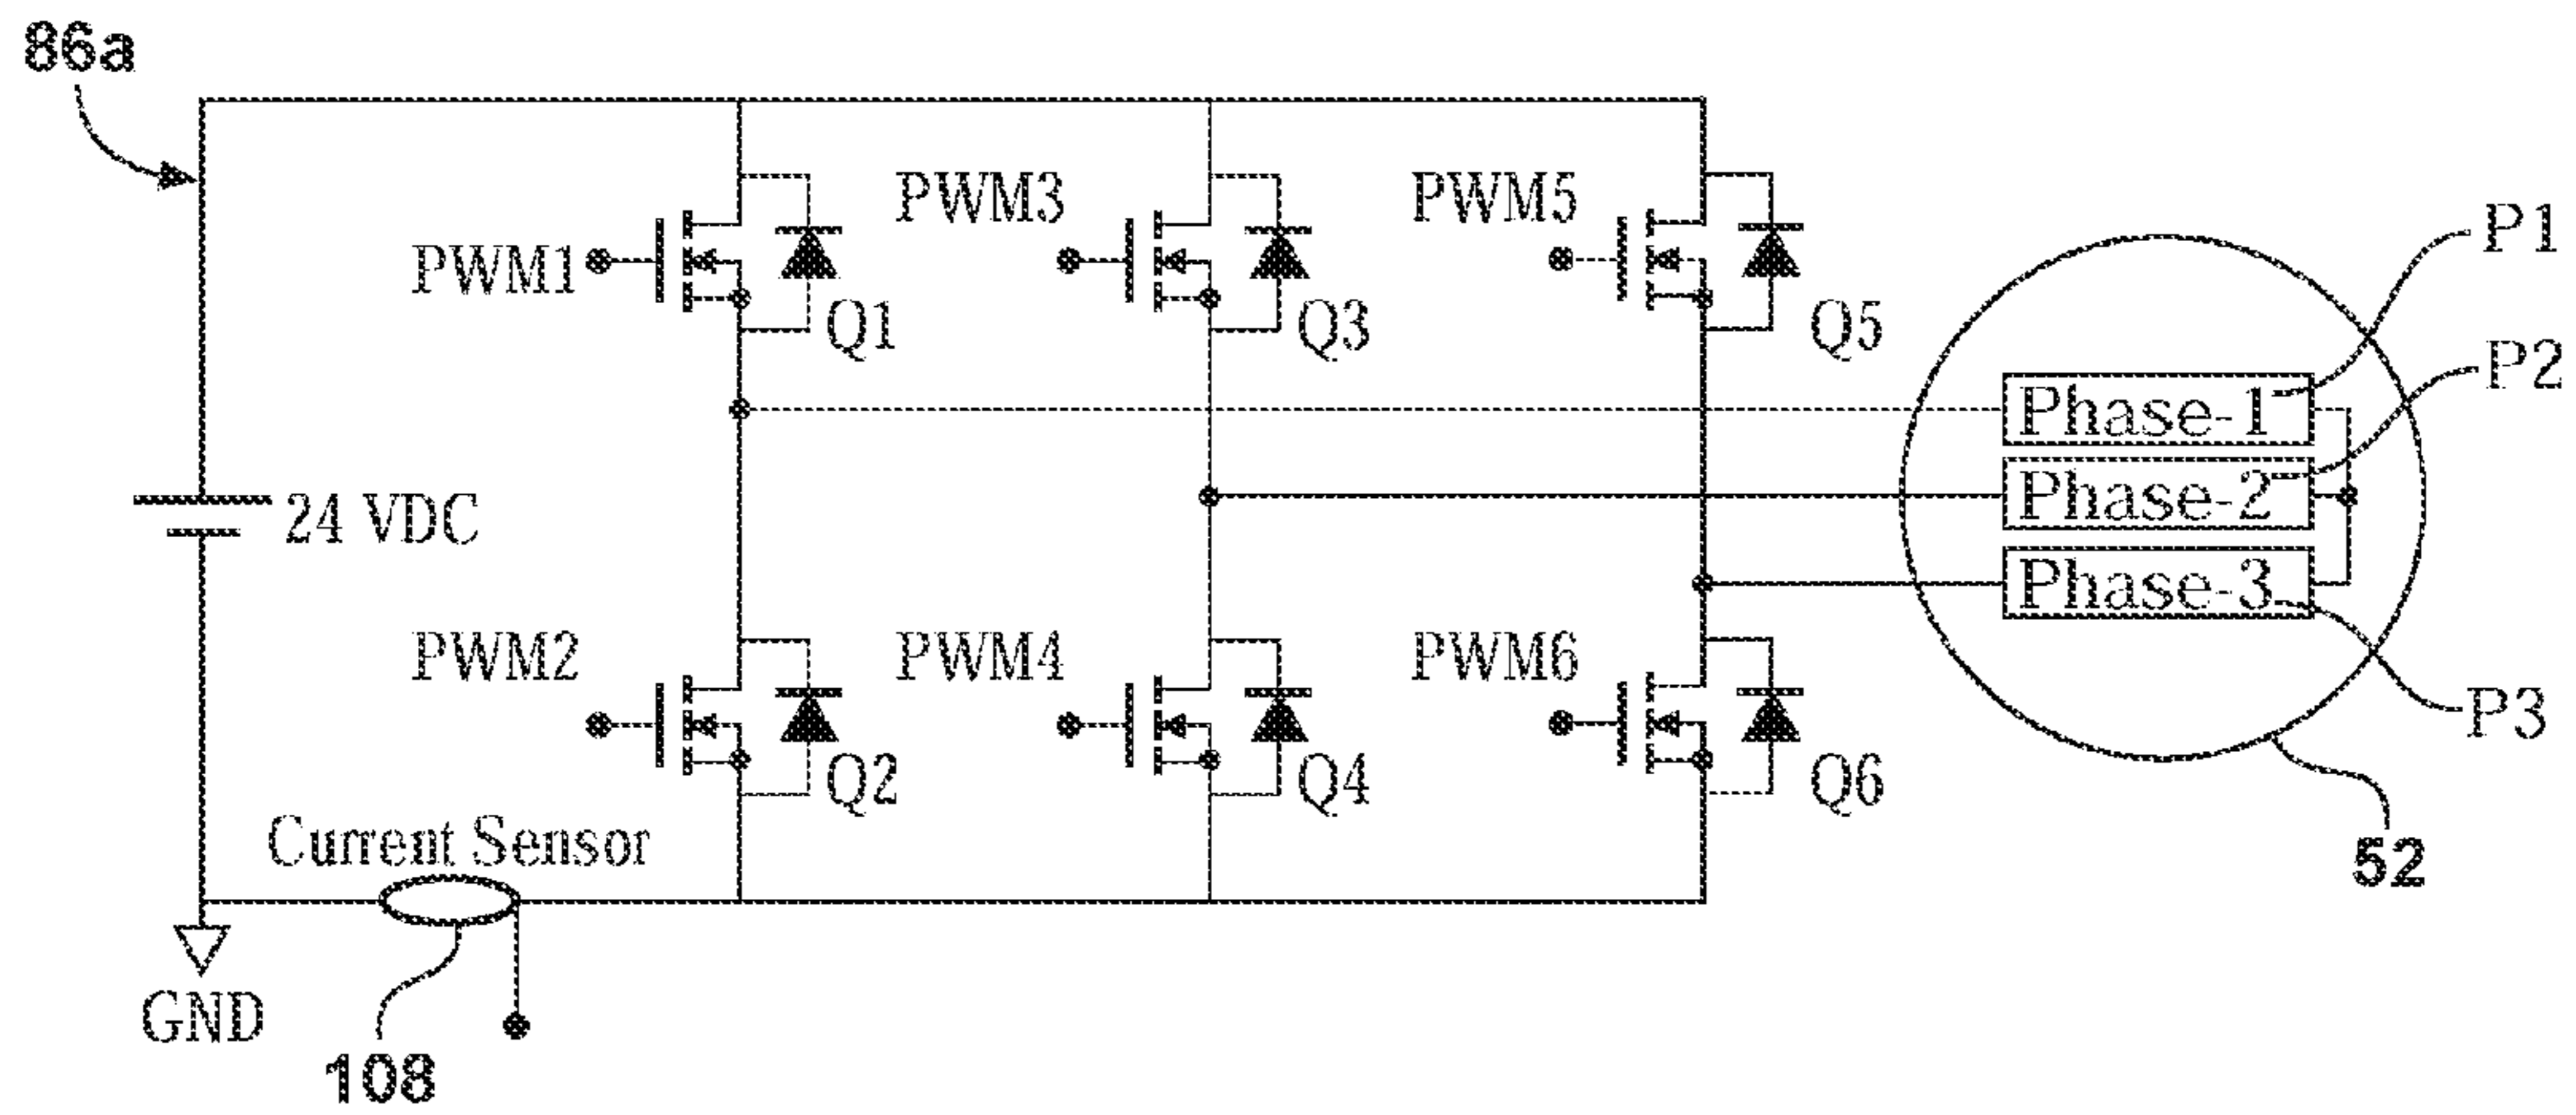 86a
PWM1
PWM3
PWM5
Q1
Q3
Q5
P1
P2
Phase-1
Phase-2
Phase-3
24 VDC
PWM2
PWM4
PWM6
P3
Q2
Q4
Q6
Current Sensor
52
GND
108